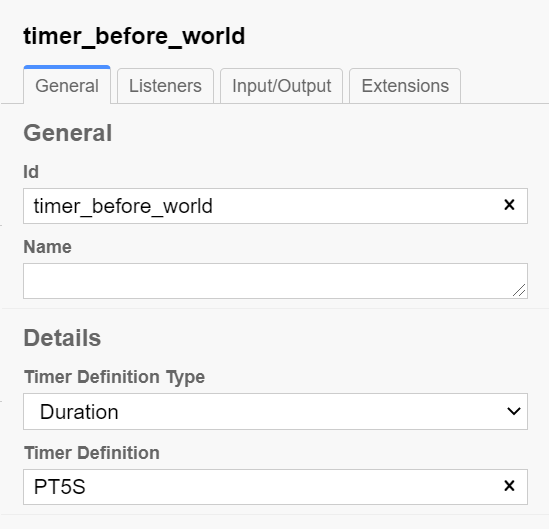 timer_before_world
General Listeners Input/Output Extensions
General
Id
timer_before_world
Name
Details
Timer Definition Type
Duration
Timer Definition
PT5S